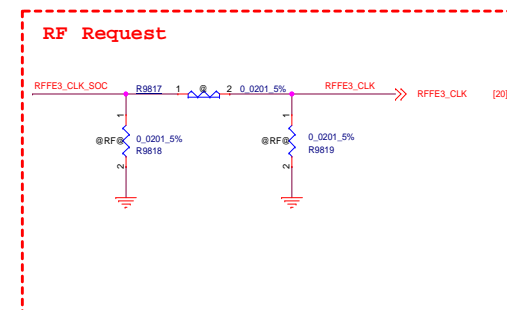 RF Request
RFFE3_CLK_SOC R9817 1 @ 2 0_0201_5% RFFE3_CLK
RFFE3_CLK [20]
1 1
@RF@ 0_0201_5% @RF@ 0_0201_5%
R9818 R9819
2 2